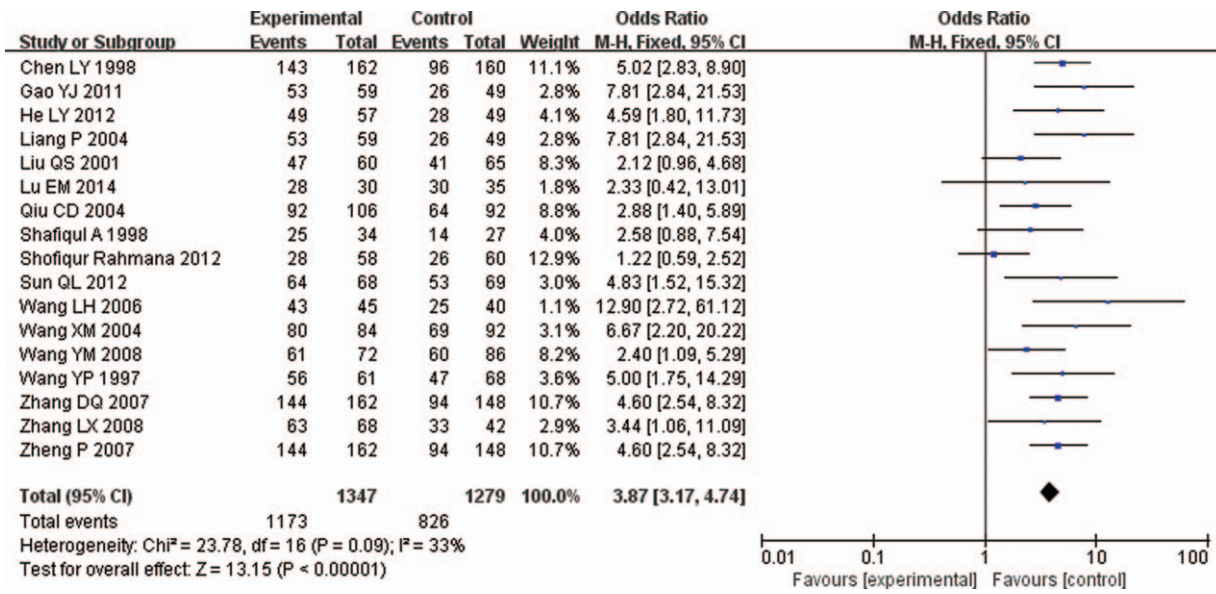 Experimental Control Odds Ratio Odds Ratio
Study or Subgroup Events Total Events Total Weight M-H, Fixed, 95% CI M-H, Fixed, 95% CI
Chen LY 1998 143 162 96 160 11.1% 5.02 [2.83, 8.90]
Gao YJ 2011 53 59 26 49 2.8% 7.81 [2.84, 21.53]
He LY 2012 49 57 28 49 4.1% 4.59 [1.80, 11.73]
Liang P 2004 53 59 26 49 2.8% 7.81 [2.84, 21.53]
Liu QS 2001 47 60 41 65 8.3% 2.12 [0.96, 4.68]
Lu EM 2014 28 30 30 35 1.8% 2.33 [0.42, 13.01]
Qiu CD 2004 92 106 64 92 8.8% 2.88 [1.40, 5.89]
Shafiqul A 1998 25 34 14 27 4.0% 2.58 [0.88, 7.54]
Shofiqur Rahmana 2012 28 58 26 60 12.9% 1.22 [0.59, 2.52]
Sun QL 2012 64 68 53 69 3.0% 4.83 [1.52, 15.32]
Wang LH 2006 43 45 25 40 1.1% 12.90 [2.72, 61.12]
Wang XM 2004 80 84 69 92 3.1% 6.67 [2.20, 20.22]
Wang YM 2008 61 72 60 86 8.2% 2.40 [1.09, 5.29]
Wang YP 1997 56 61 47 68 3.6% 5.00 [1.75, 14.29]
Zhang DQ 2007 144 162 94 148 10.7% 4.60 [2.54, 8.32]
Zhang LX 2008 63 68 33 42 2.9% 3.44 [1.06, 11.09]
Zheng P 2007 144 162 94 148 10.7% 4.60 [2.54, 8.32]
Total (95% CI) 1347 1279 100.0% 3.87 [3.17, 4.74]
Total events 1173 826
Heterogeneity: Chi² = 23.78, df = 16 (P = 0.09); I² = 33%
Test for overall effect: Z = 13.15 (P < 0.00001)
0.01 0.1 1 10 100
Favours [experimental] Favours [control]